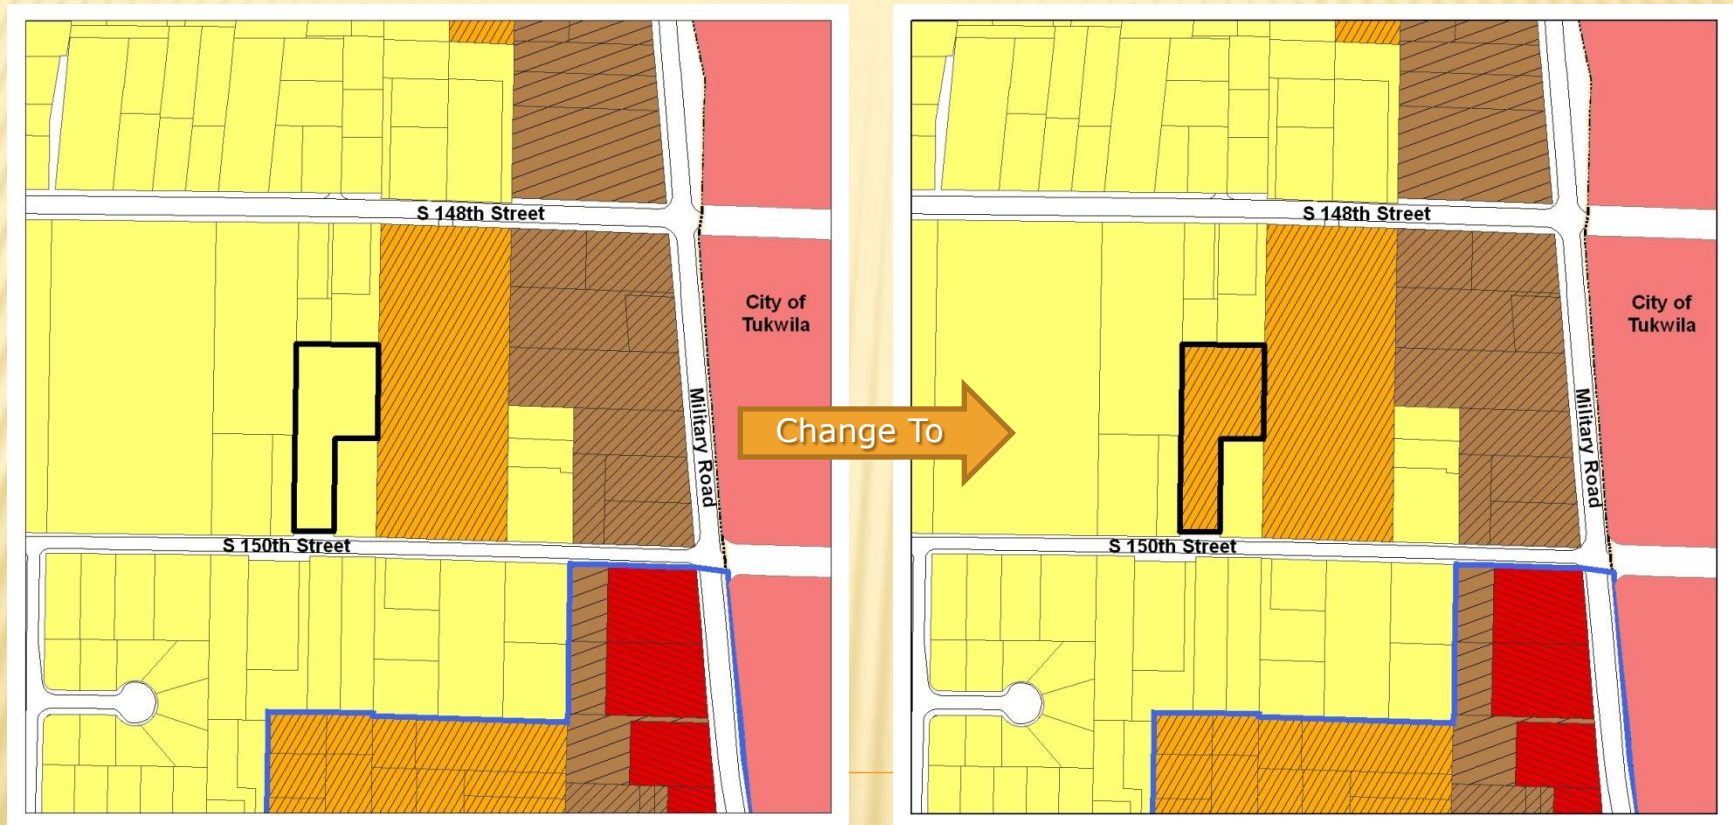 S 148th Street
City of
Tukwila
Military Road
S 150th Street
Change To
S 148th Street
City of
Tukwila
Military Road
S 150th Street